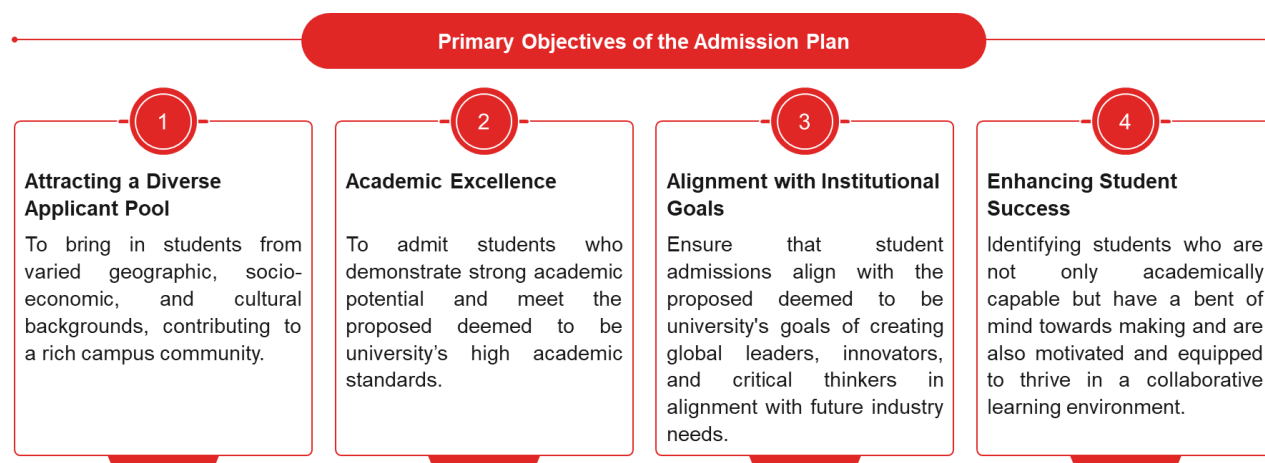 Primary Objectives of the Admission Plan
1
Attracting a Diverse
Applicant Pool
To bring in students from
varied geographic, socio-
economic, and cultural
backgrounds, contributing to
a rich campus community.
2
Academic Excellence
To admit students who
demonstrate strong academic
potential and meet the
proposed deemed to be
university’s high academic
standards.
3
Alignment with Institutional
Goals
Ensure that student
admissions align with the
proposed deemed to be
university's goals of creating
global leaders, innovators,
and critical thinkers in
alignment with future industry
needs.
4
Enhancing Student
Success
Identifying students who are
not only academically
capable but have a bent of
mind towards making and are
also motivated and equipped
to thrive in a collaborative
learning environment.